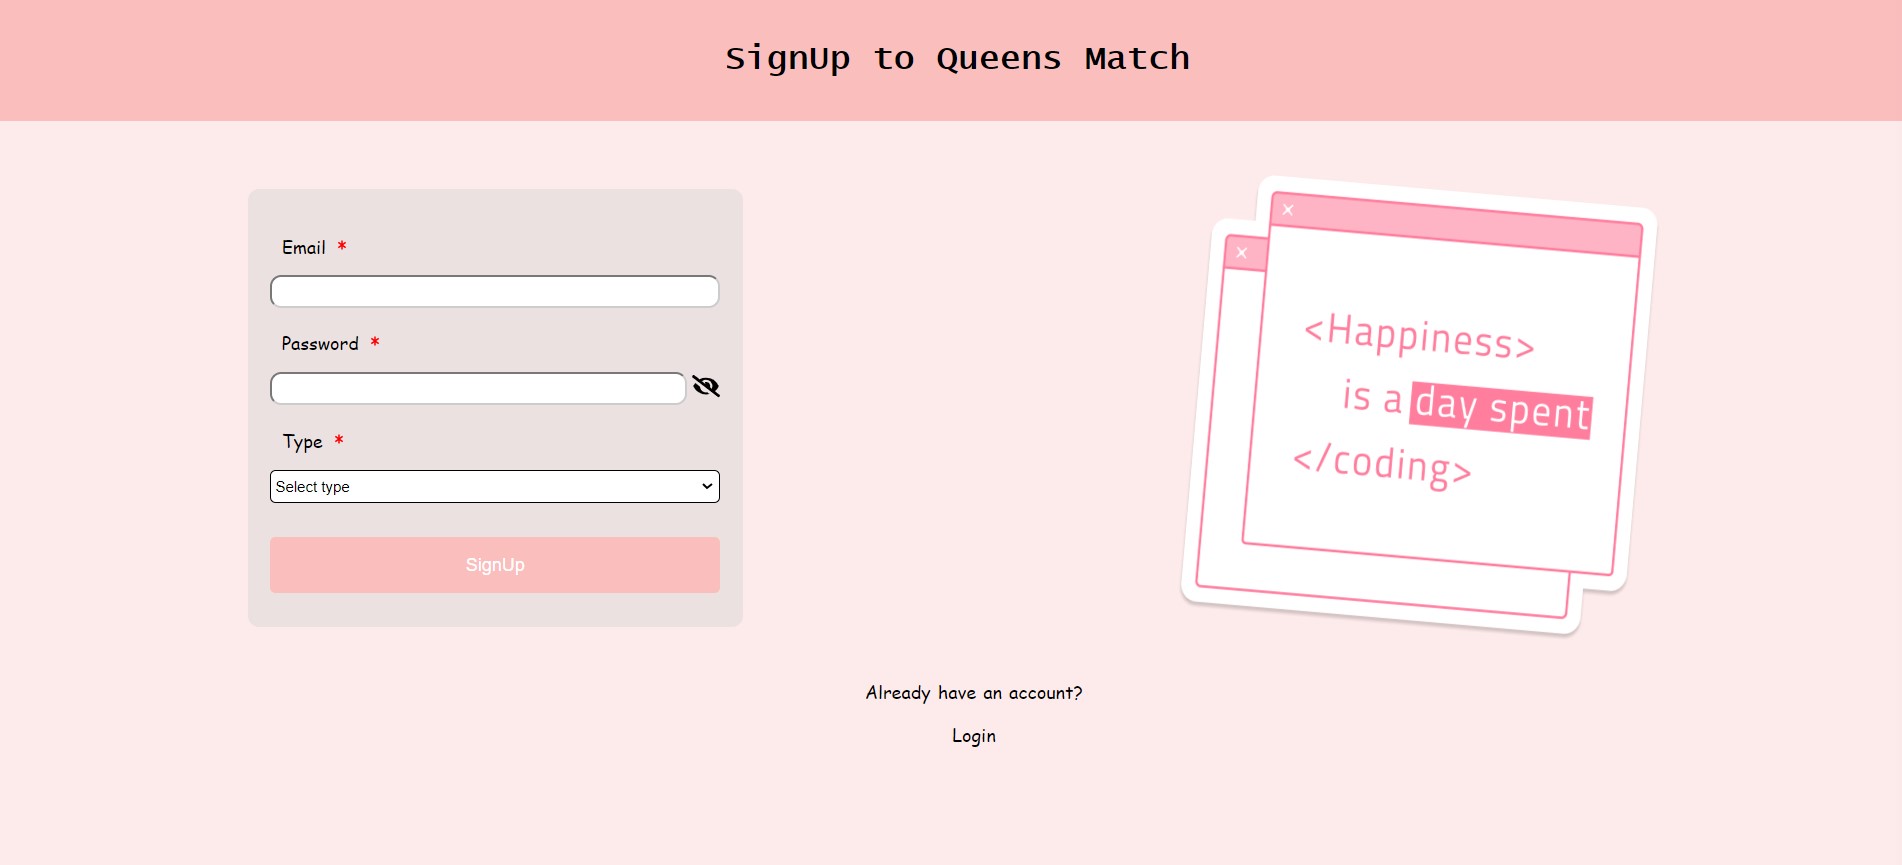 SignUp to Queens Match
Email *
Password *
Type *
Select type
SignUp
<Happiness>
is a day spent
</coding>
Already have an account?
Login